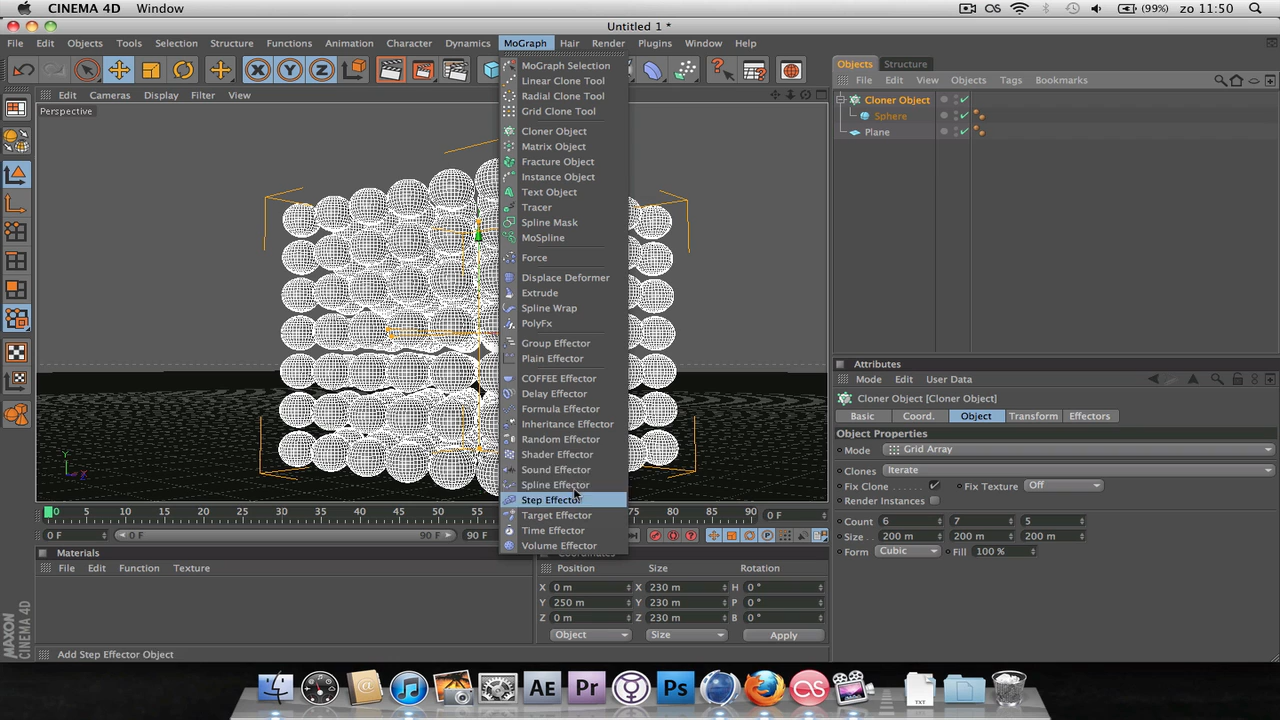 CINEMA 4D Window (99%) zo 11:50
Untitled 1 *
File Edit Objects Tools Selection Structure Functions Animation Character Dynamics MoGraph Hair Render Plugins Window Help
Objects Structure
File Edit View Objects Tags Bookmarks
Edit Cameras Display Filter View
Perspective
Cloner Object
Sphere
Plane
MoGraph Selection
Linear Clone Tool
Radial Clone Tool
Grid Clone Tool
Cloner Object
Matrix Object
Fracture Object
Instance Object
Text Object
Tracer
Spline Mask
MoSpline
Force
Displace Deformer
Extrude
Spline Wrap
PolyFx
Group Effector
Plain Effector
COFFEE Effector
Delay Effector
Formula Effector
Inheritance Effector
Random Effector
Shader Effector
Sound Effector
Spline Effector
Step Effector
Target Effector
Time Effector
Volume Effector
Attributes
Mode Edit User Data
Cloner Object [Cloner Object]
Basic Coord. Object Transform Effectors
Object Properties
Mode Grid Array
Clones Iterate
Fix Clone Fix Texture Off
Render Instances
Count 6 7 5
Size 200 m 200 m 200 m
Form Cubic Fill 100 %
Y
X
0 5 10 15 20 25 30 35 40 45 50 55 75 80 85 90 0 F
0 F 0 F 90 F 90 F
Materials
File Edit Function Texture
Position Size Rotation
X 0 m X 230 m H 0 °
Y 250 m Y 230 m P 0 °
Z 0 m Z 230 m B 0 °
Object Size Apply
MAXON
CINEMA 4D
Add Step Effector Object
AE Pr Ps
TXT